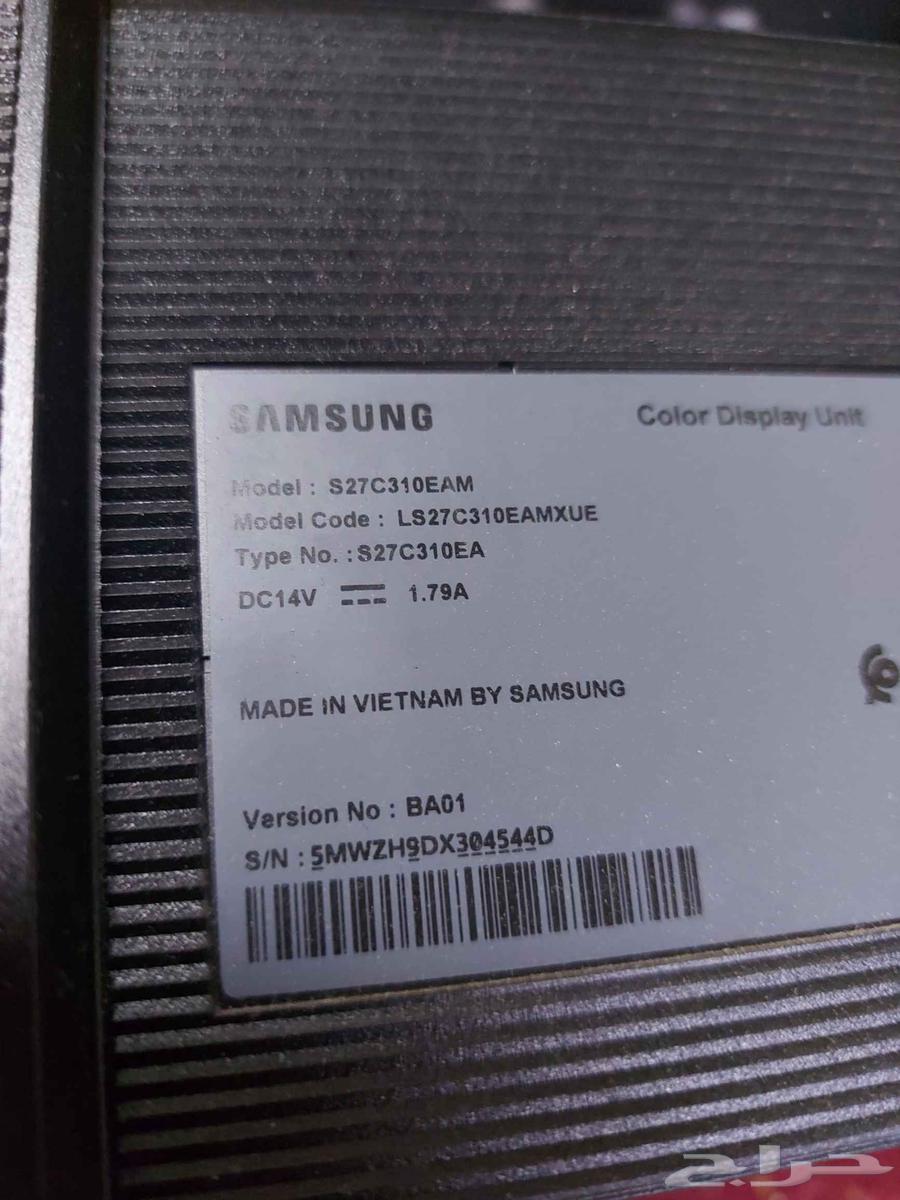 SAMSUNG
Color Display Unit
Model : S27C310EAM
Model Code : LS27C310EAMXUE
Type No. :S27C310EA
DC14V 1.79A
MADE IN VIETNAM BY SAMSUNG
Version No : BA01
S/N : 5MWZH9DX304544D
حراج